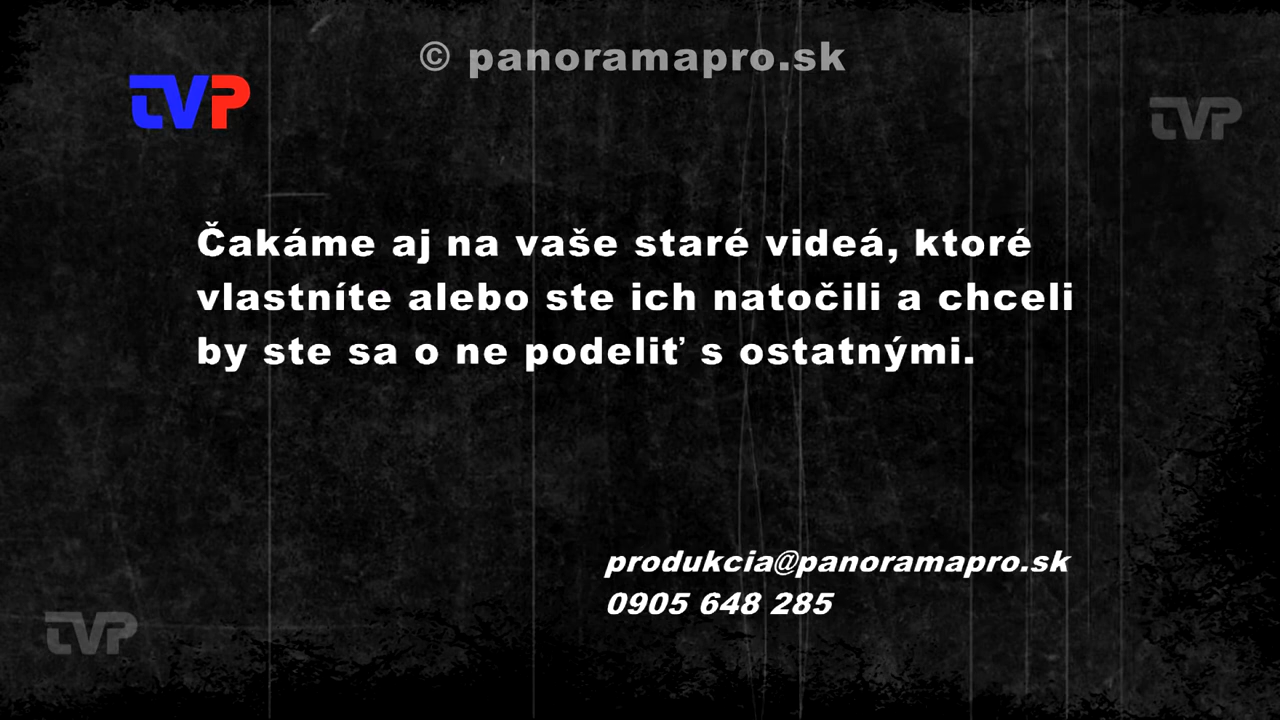 © panoramapro.sk
TVP
TVP
Čakáme aj na vaše staré videá, ktoré
vlastníte alebo ste ich natočili a chceli
by ste sa o ne podeliť s ostatnými.
produkcia@panoramapro.sk
0905 648 285
TVP